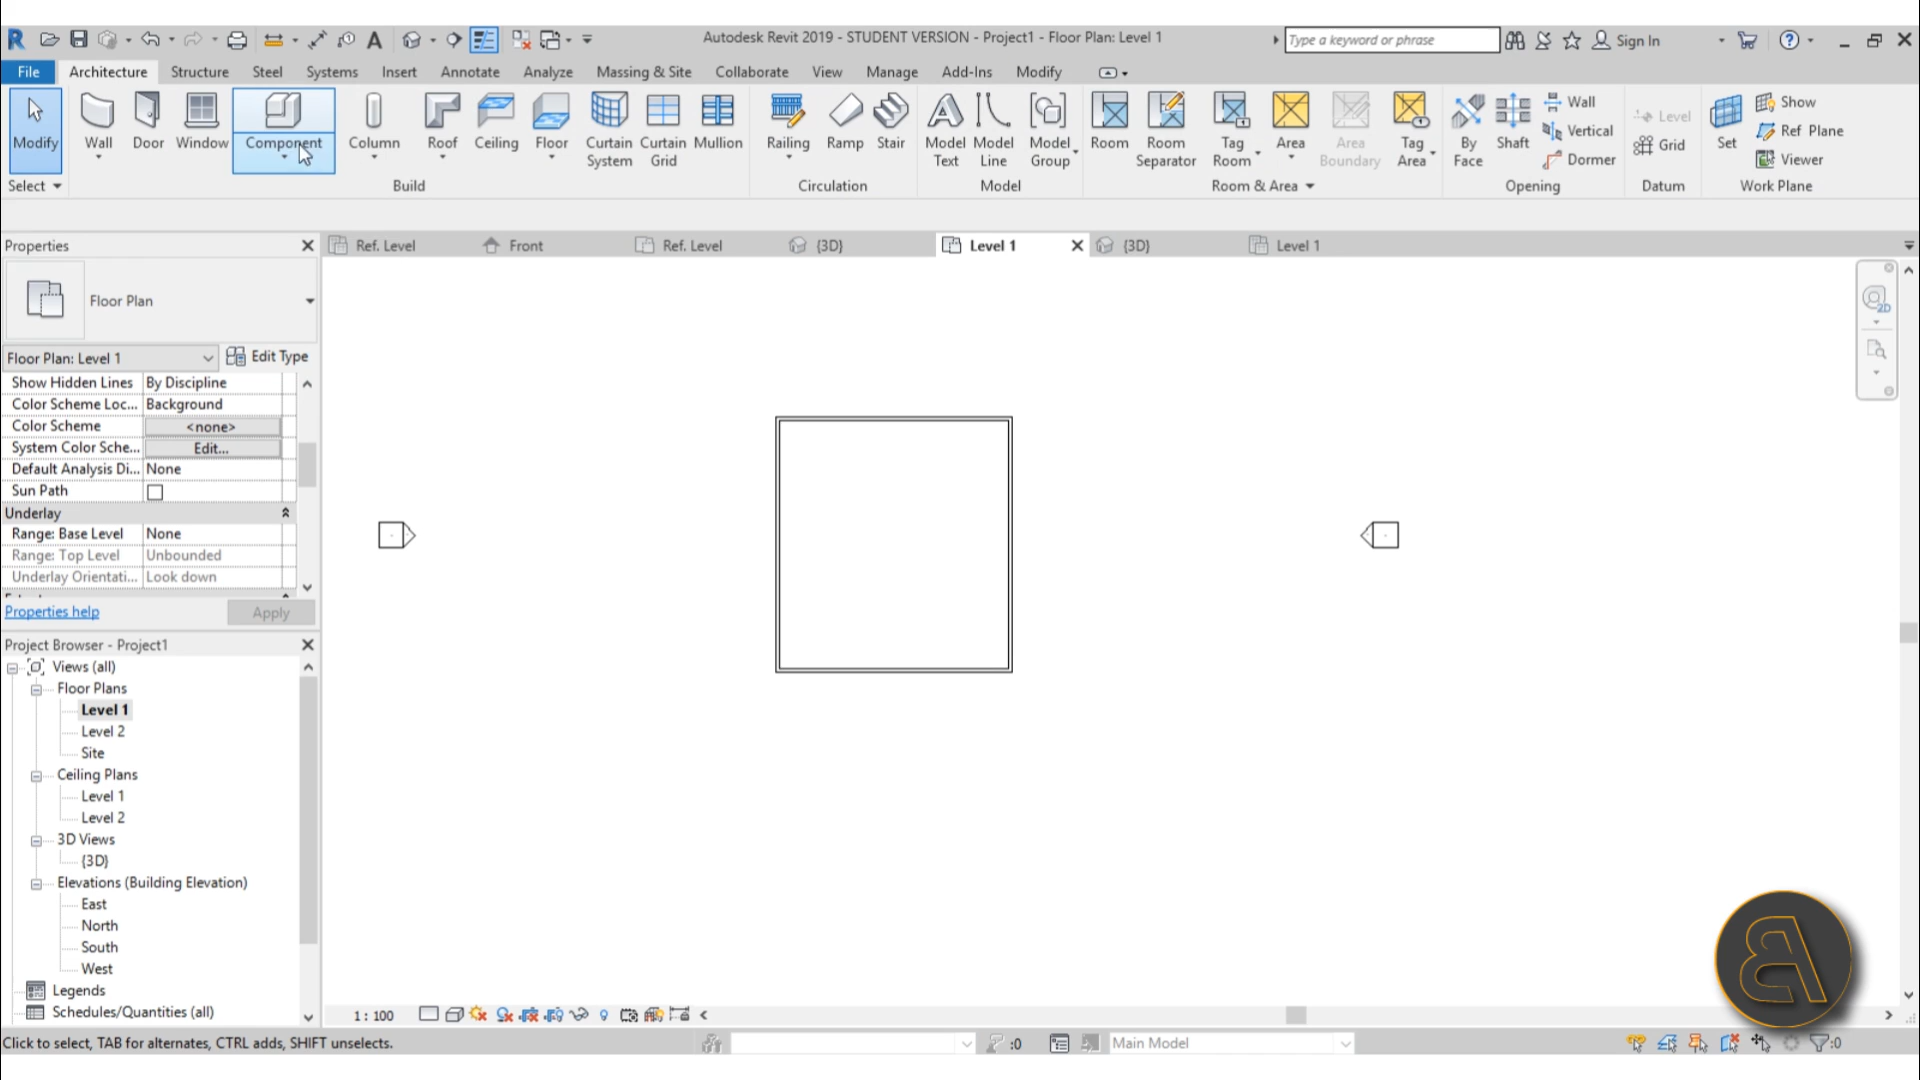 Autodesk Revit 2019 - STUDENT VERSION - Project1 - Floor Plan: Level 1
Type a keyword or phrase
Sign In
File Architecture Structure Steel Systems Insert Annotate Analyze Massing & Site Collaborate View Manage Add-Ins Modify
Modify Wall Door Window Component Column Roof Ceiling Floor Curtain System Curtain Grid Mullion Railing Ramp Stair Model Text Model Line Model Group Room Room Separator Tag Room Area Area Boundary Tag Area By Face Shaft Wall Vertical Dormer Level Grid Set Show Ref Plane Viewer
Select Build Circulation Model Room & Area Opening Datum Work Plane
Properties
Ref. Level Front Ref. Level {3D} Level 1 {3D} Level 1
2D
Floor Plan
Floor Plan: Level 1 Edit Type
Show Hidden Lines By Discipline
Color Scheme Loc... Background
Color Scheme <none>
System Color Sche... Edit...
Default Analysis Di... None
Sun Path
Underlay
Range: Base Level None
Range: Top Level Unbounded
Underlay Orientati... Look down
Properties help Apply
Project Browser - Project1
Views (all)
Floor Plans
Level 1
Level 2
Site
Ceiling Plans
Level 1
Level 2
3D Views
{3D}
Elevations (Building Elevation)
East
North
South
West
Legends
Schedules/Quantities (all)
1 : 100
Click to select, TAB for alternates, CTRL adds, SHIFT unselects.
:0
Main Model
:0